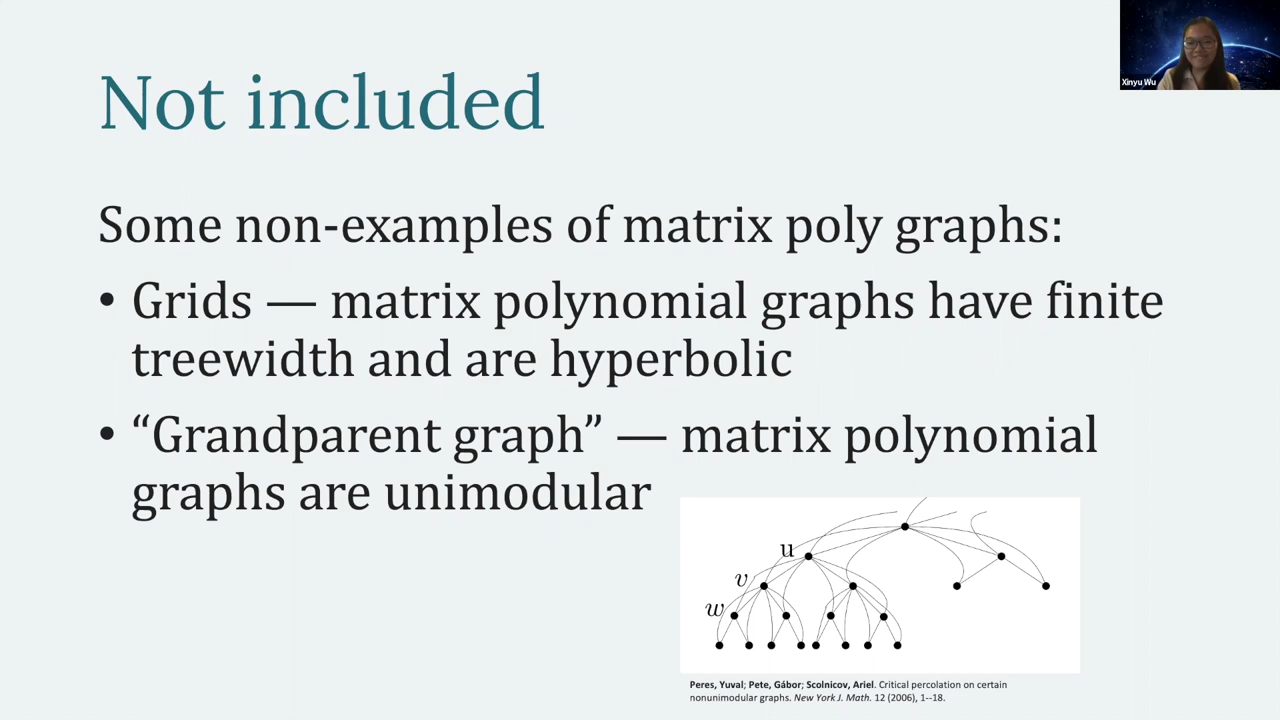 Xinyu Wu
Not included
Some non-examples of matrix poly graphs:
• Grids — matrix polynomial graphs have finite
treewidth and are hyperbolic
• “Grandparent graph” — matrix polynomial
graphs are unimodular
u
v
w
Peres, Yuval; Pete, Gábor; Scolnicov, Ariel. Critical percolation on certain
nonunimodular graphs. New York J. Math. 12 (2006), 1--18.